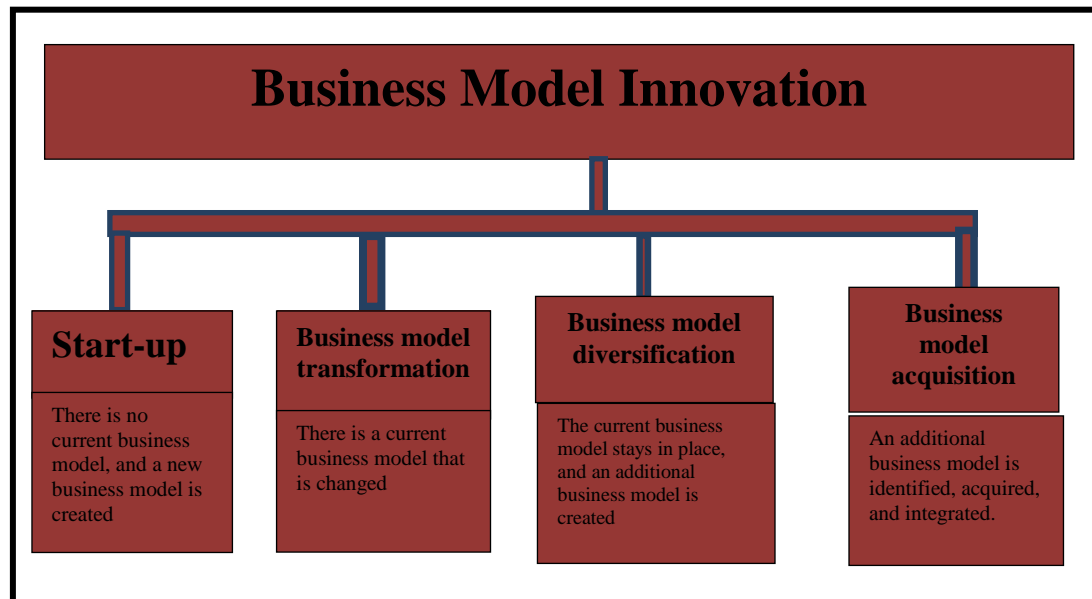 Business Model Innovation
Start-up
There is no
current business
model, and a new
business model is
created
Business model
transformation
There is a current
business model that
is changed
Business model
diversification
The current business
model stays in place,
and an additional
business model is
created
Business
model
acquisition
An additional
business model is
identified, acquired,
and integrated.